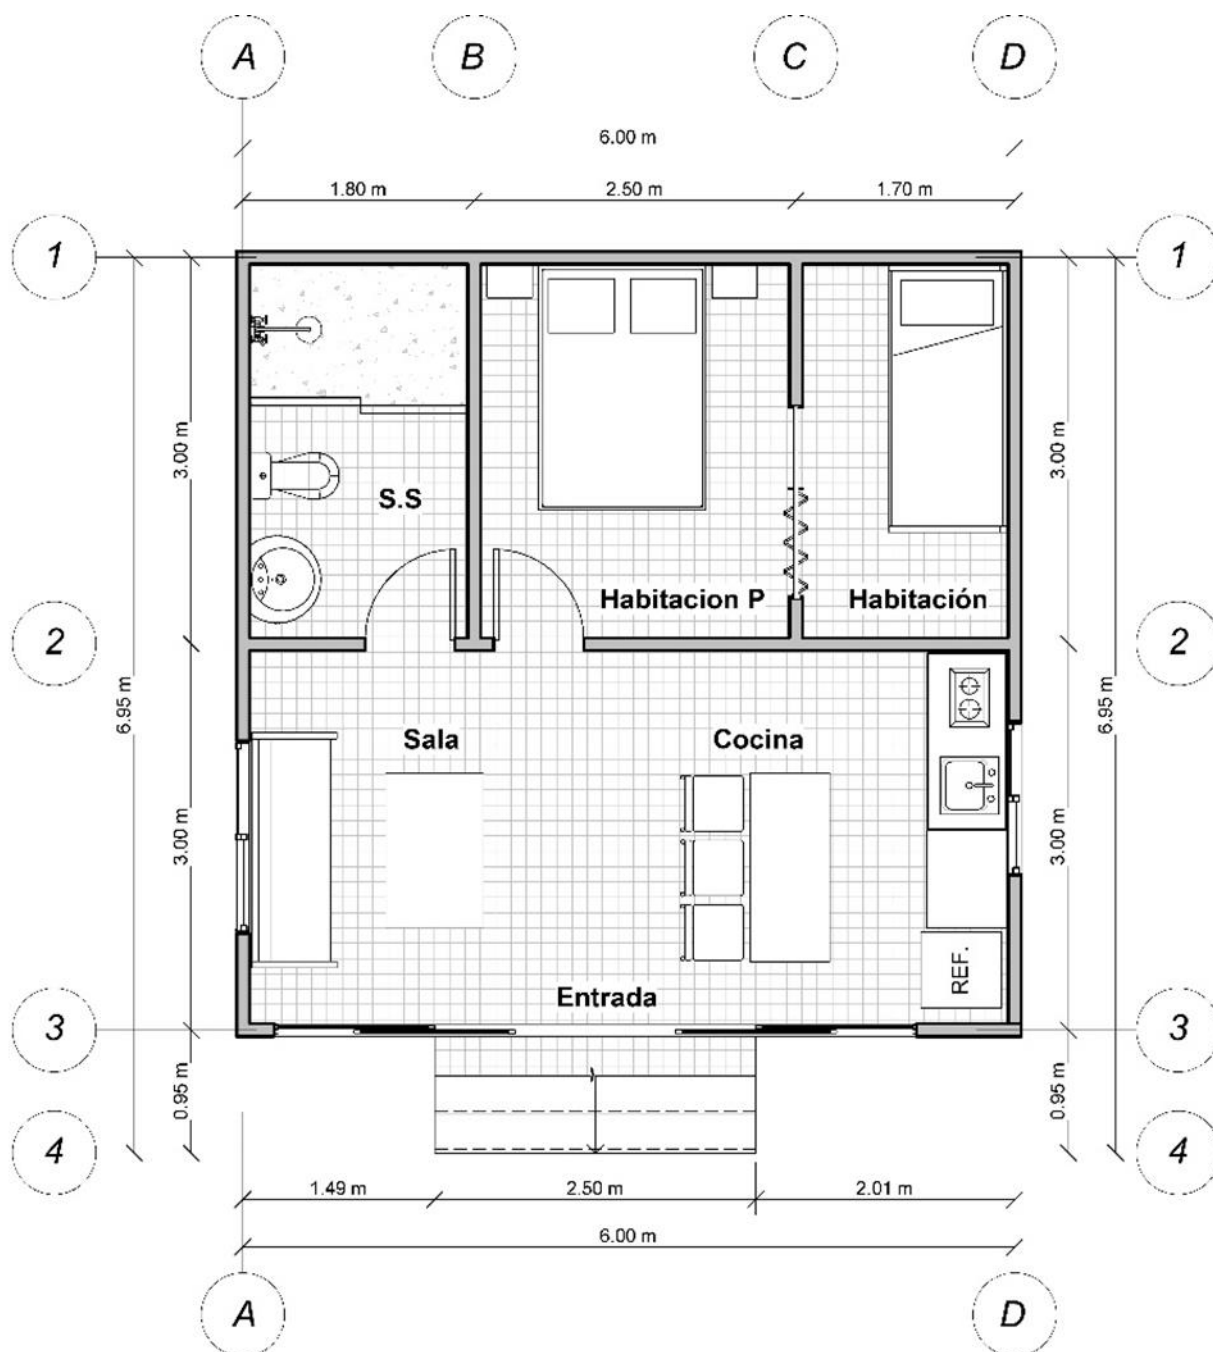 A B C D
6.00 m
1.80 m 2.50 m 1.70 m
1 1
3.00 m 3.00 m
S.S
Habitacion P Habitación
2 2
6.95 m 6.95 m
Sala Cocina
3.00 m 3.00 m
REF.
Entrada
3 3
0.95 m 0.95 m
4 4
1.49 m 2.50 m 2.01 m
6.00 m
A D